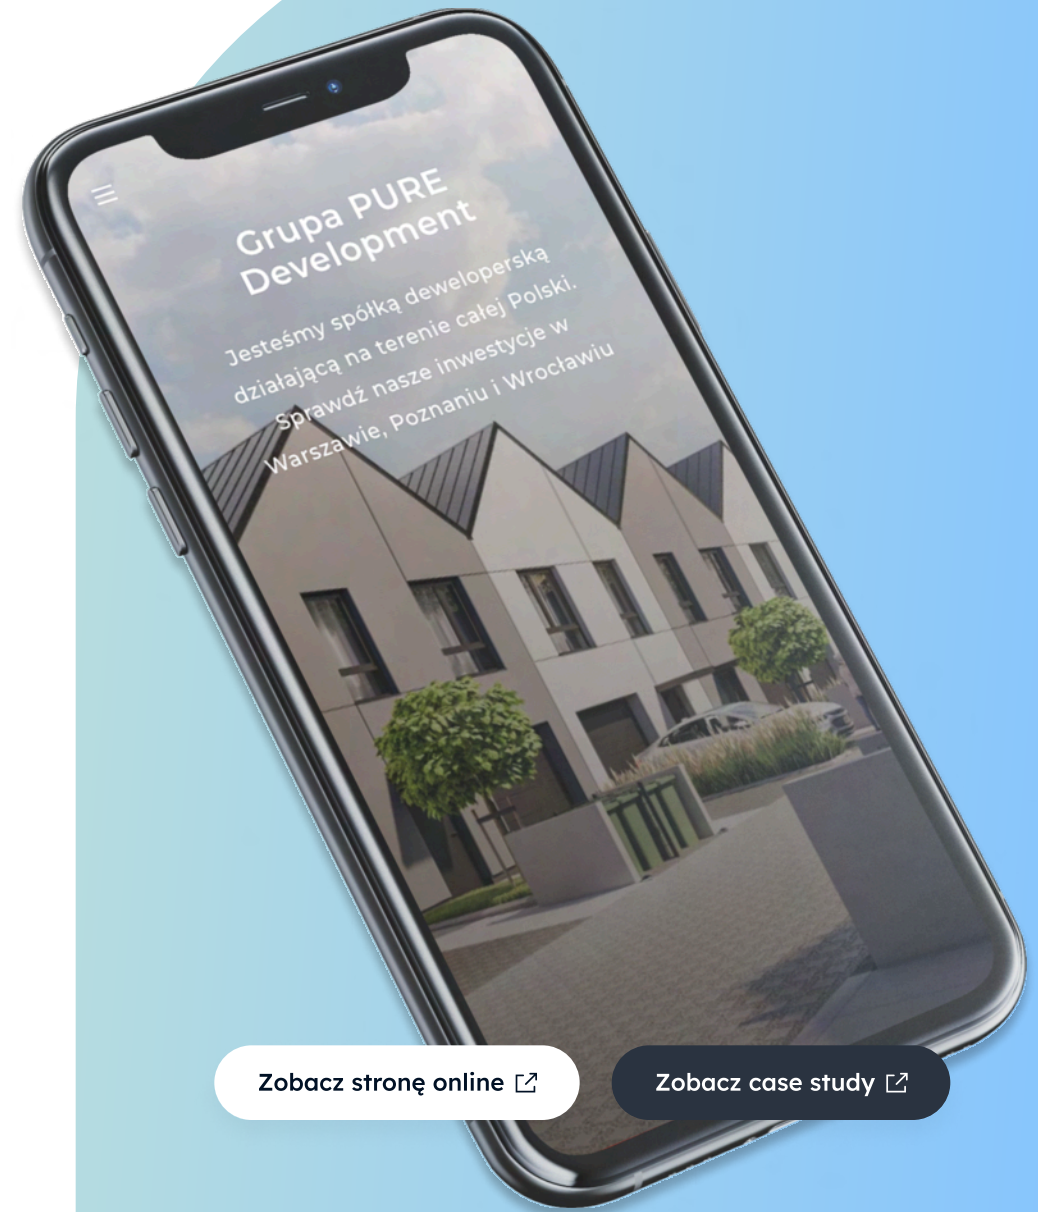 Grupa PURE
Development
Jesteśmy spółką deweloperską
działającą na terenie całej Polski.
Sprawdź nasze inwestycje w
Warszawie, Poznaniu i Wrocławiu
Zobacz stronę online
Zobacz case study